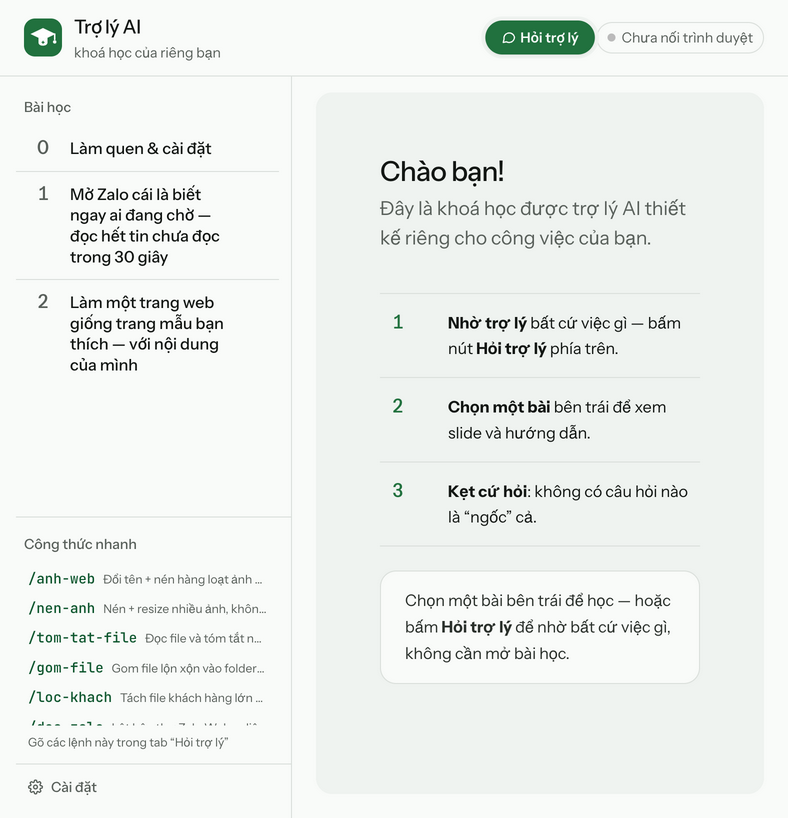 Trợ lý AI
khoá học của riêng bạn
Hỏi trợ lý
Chưa nối trình duyệt
Bài học
0 Làm quen & cài đặt
1 Mở Zalo cái là biết
ngay ai đang chờ —
đọc hết tin chưa đọc
trong 30 giây
2 Làm một trang web
giống trang mẫu bạn
thích — với nội dung
của mình
Công thức nhanh
/anh-web Đổi tên + nén hàng loạt ảnh ...
/nen-anh Nén + resize nhiều ảnh, khôn...
/tom-tat-file Đọc file và tóm tắt n...
/gom-file Gom file lộn xộn vào folder...
/loc-khach Tách file khách hàng lớn ...
Gõ các lệnh này trong tab “Hỏi trợ lý”
Cài đặt
Chào bạn!
Đây là khoá học được trợ lý AI thiết
kế riêng cho công việc của bạn.
1 Nhờ trợ lý bất cứ việc gì — bấm
nút Hỏi trợ lý phía trên.
2 Chọn một bài bên trái để xem
slide và hướng dẫn.
3 Kẹt cứ hỏi: không có câu hỏi nào
là “ngốc” cả.
Chọn một bài bên trái để học — hoặc
bấm Hỏi trợ lý để nhờ bất cứ việc gì,
không cần mở bài học.